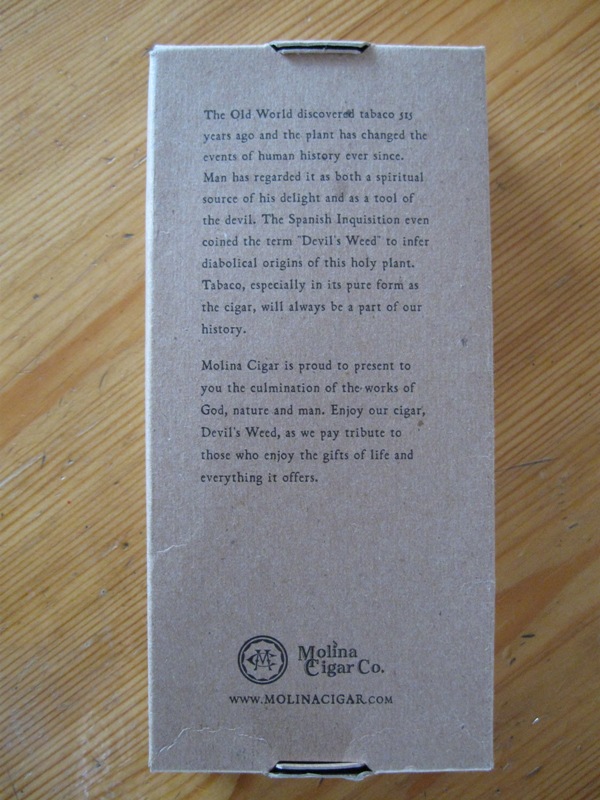 The Old World discovered tabaco 515
years ago and the plant has changed the
events of human history ever since.
Man has regarded it as both a spiritual
source of his delight and as a tool of
the devil. The Spanish Inquisition even
coined the term "Devil's Weed" to infer
diabolical origins of this holy plant.
Tabaco, especially in its pure form as
the cigar, will always be a part of our
history.
Molina Cigar is proud to present to
you the culmination of the works of
God, nature and man. Enjoy our cigar,
Devil's Weed, as we pay tribute to
those who enjoy the gifts of life and
everything it offers.
Molina
Cigar Co.
WWW.MOLINACIGAR.COM